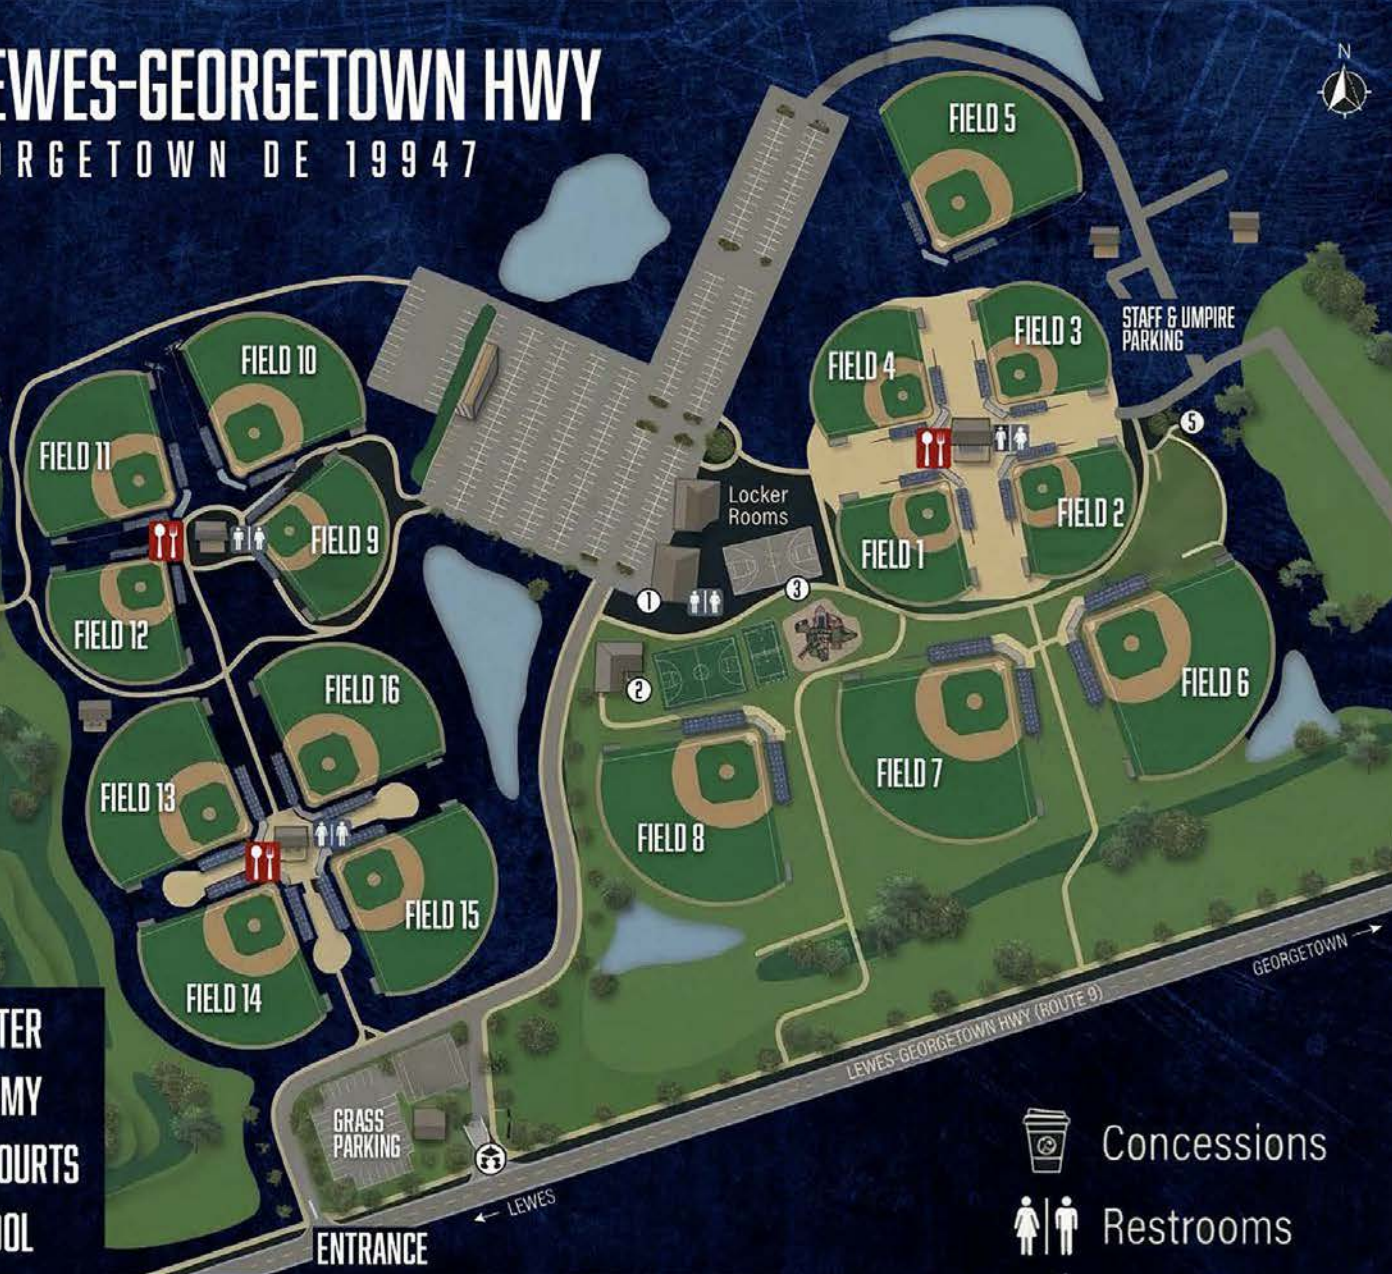 EWES-GEORGETOWN HWY
ORGETOWN DE 19947
N
FIELD 5
STAFF & UMPIRE
PARKING
FIELD 3
FIELD 4
FIELD 10
5
FIELD 11
Locker
Rooms
FIELD 2
FIELD 9
FIELD 1
1
3
FIELD 12
2
FIELD 16
FIELD 6
FIELD 7
FIELD 13
FIELD 8
FIELD 15
FIELD 14
GEORGETOWN
LEWES-GEORGETOWN HWY (ROUTE 9)
TER
MY
OURTS
OOL
GRASS
PARKING
LEWES
ENTRANCE
Concessions
Restrooms